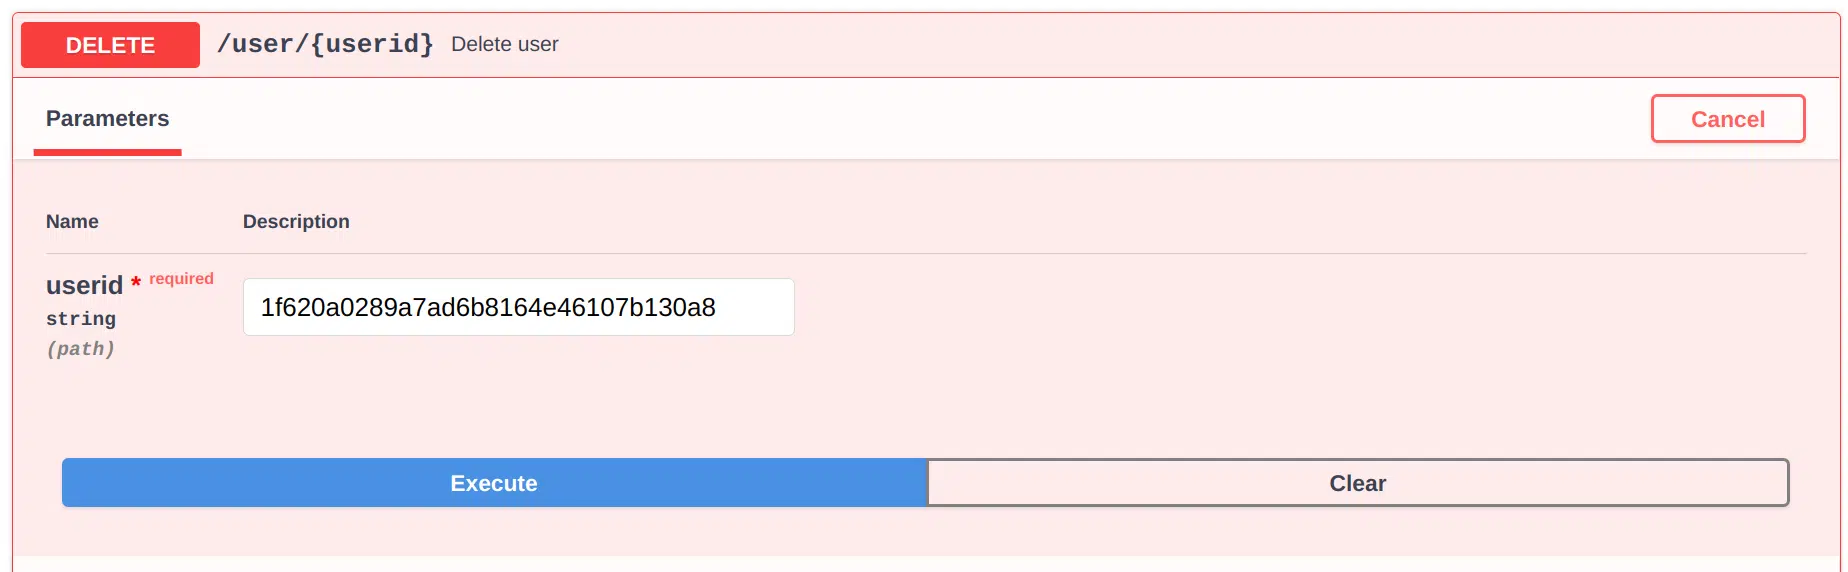 DELETE /user/{userid} Delete user
Parameters Cancel
Name Description
userid * required
string
(path)
1f620a0289a7ad6b8164e46107b130a8
Execute Clear